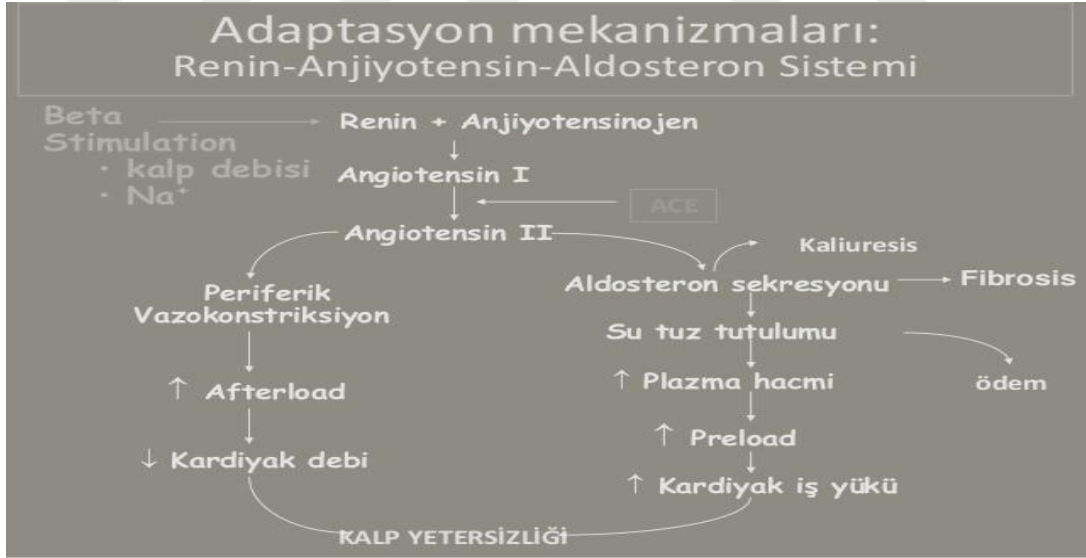 Adaptasyon mekanizmaları:
Renin-Anjiyotensin-Aldosteron Sistemi
Beta
Stimulation
• kalp debisi
• Na⁺
Renin + Anjiyotensinojen
Angiotensin I
ACE
Angiotensin II
Kaliuresis
Periferik
Vazokonstriksiyon
Aldosteron sekresyonu
Fibrosis
Su tuz tutulumu
↑ Afterload
↑ Plazma hacmi
ödem
↑ Preload
↓ Kardiyak debi
↑ Kardiyak iş yükü
KALP YETERSİZLİĞİ